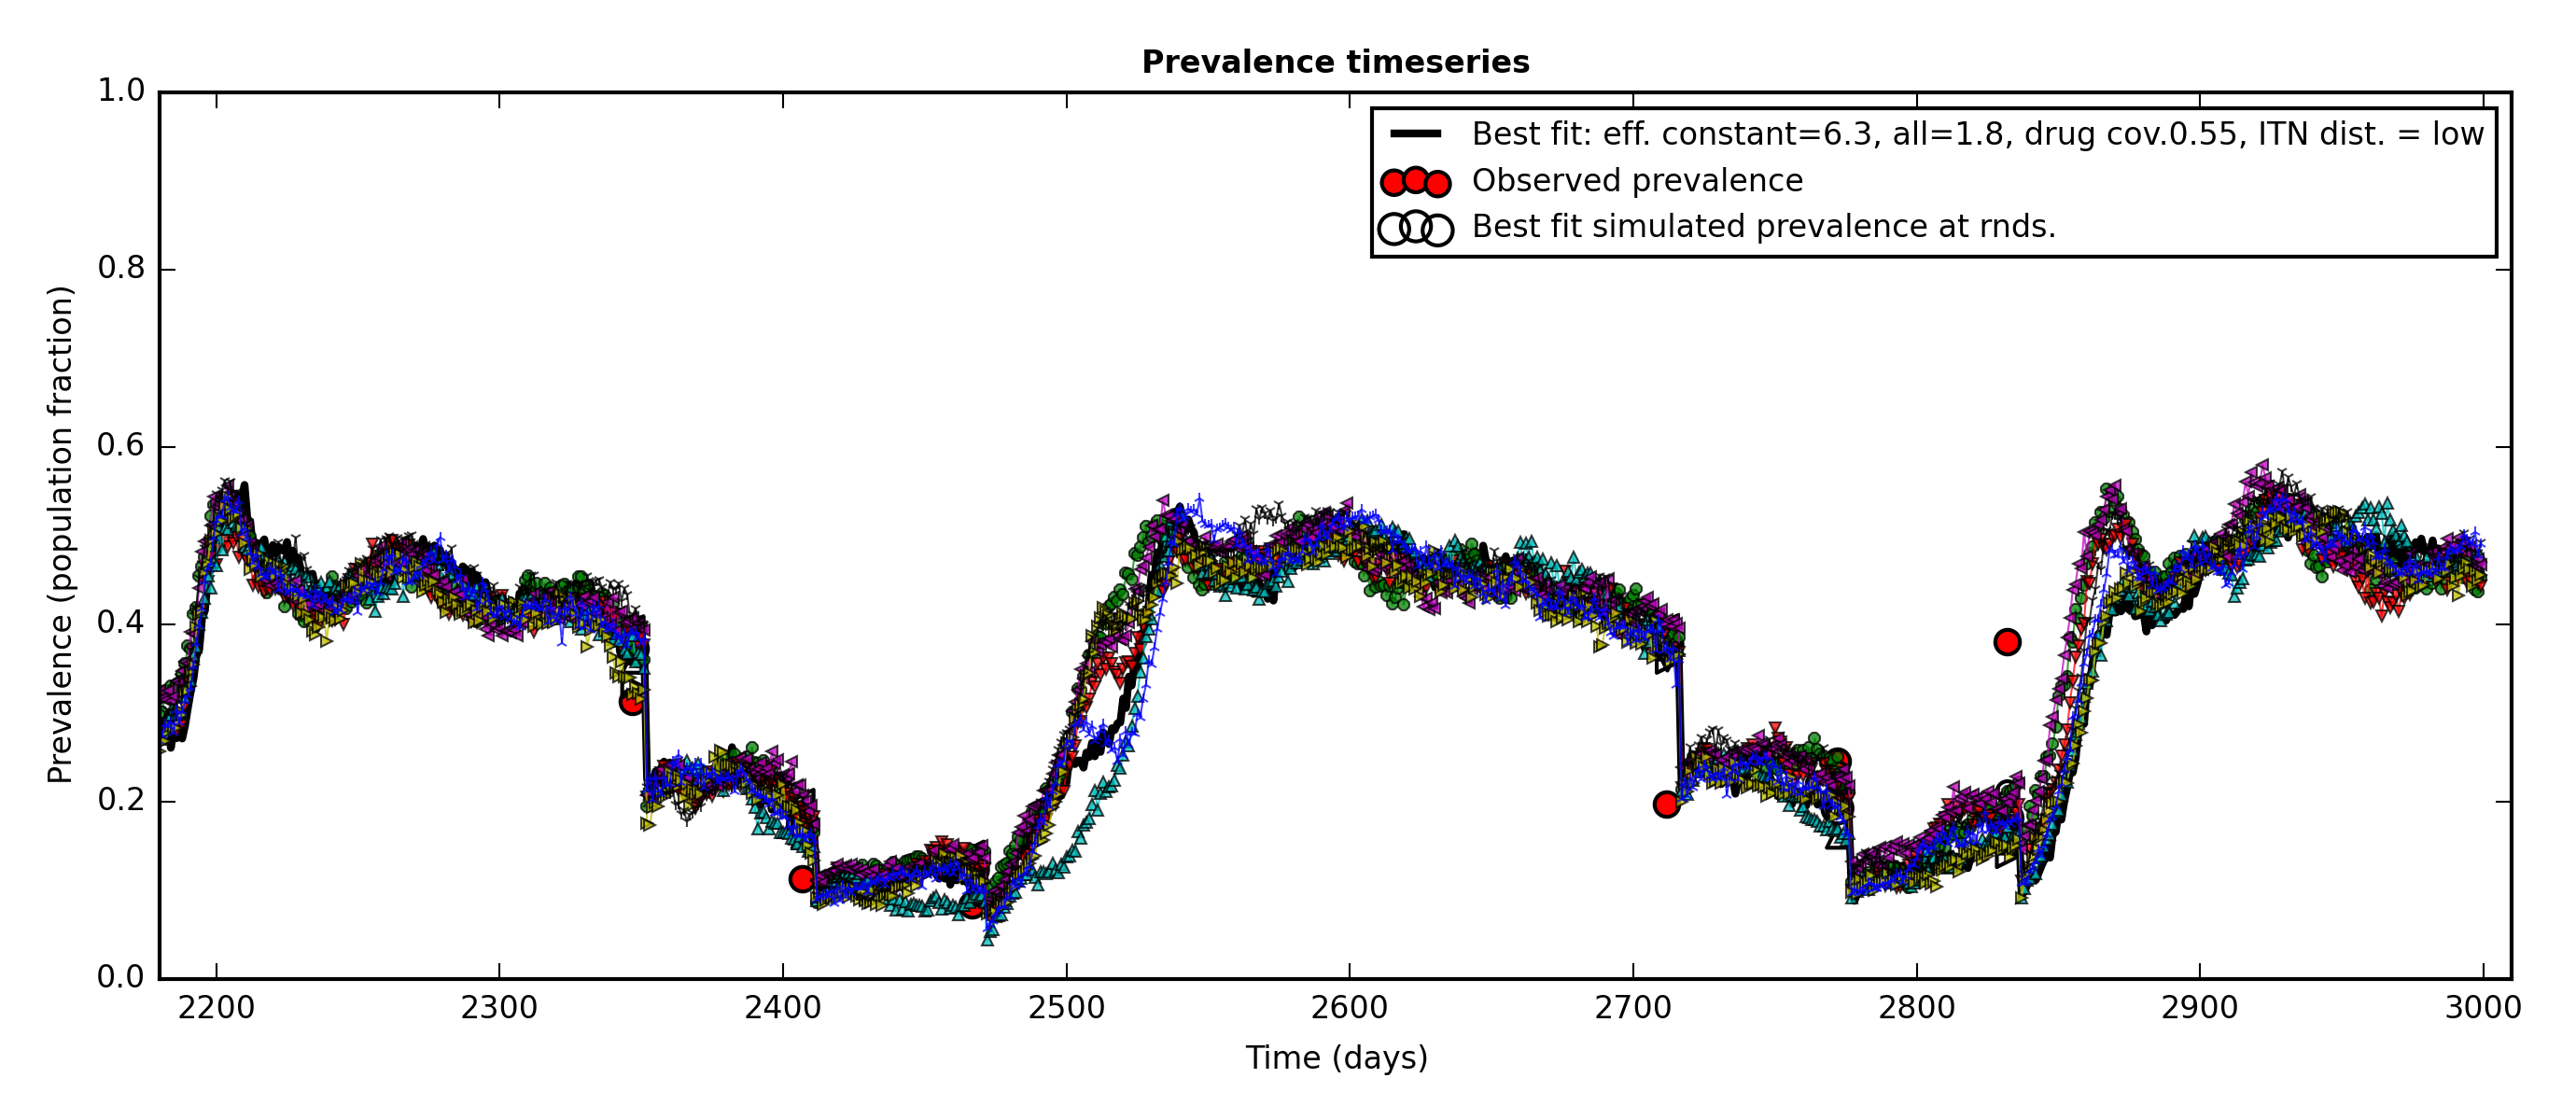 Prevalence timeseries
Best fit: eff. constant=6.3, all=1.8, drug cov.0.55, ITN dist. = low
Observed prevalence
Best fit simulated prevalence at rnds.
Prevalence (population fraction)
1.0
0.8
0.6
0.4
0.2
0.0
2200 2300 2400 2500 2600 2700 2800 2900 3000
Time (days)